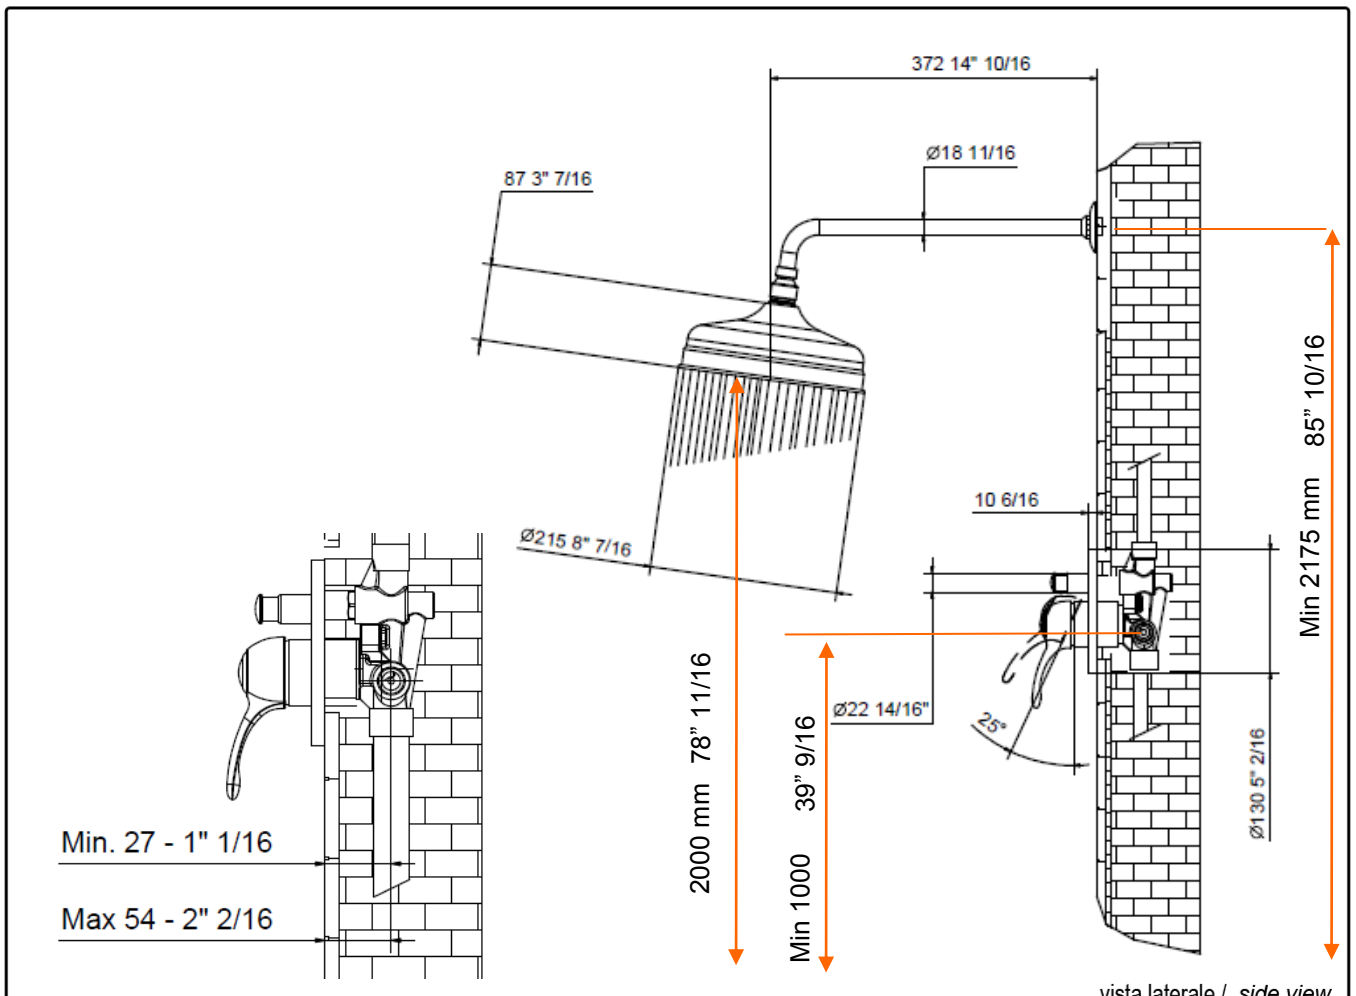 372 14" 10/16
Ø18 11/16
87 3" 7/16
10 6/16
Ø215 8" 7/16
Min 2175 mm 85” 10/16
Ø22 14/16"
25°
2000 mm 78” 11/16
Min 1000 39” 9/16
Ø130 5" 2/16
Min. 27 - 1" 1/16
Max 54 - 2" 2/16
vista laterale / side view